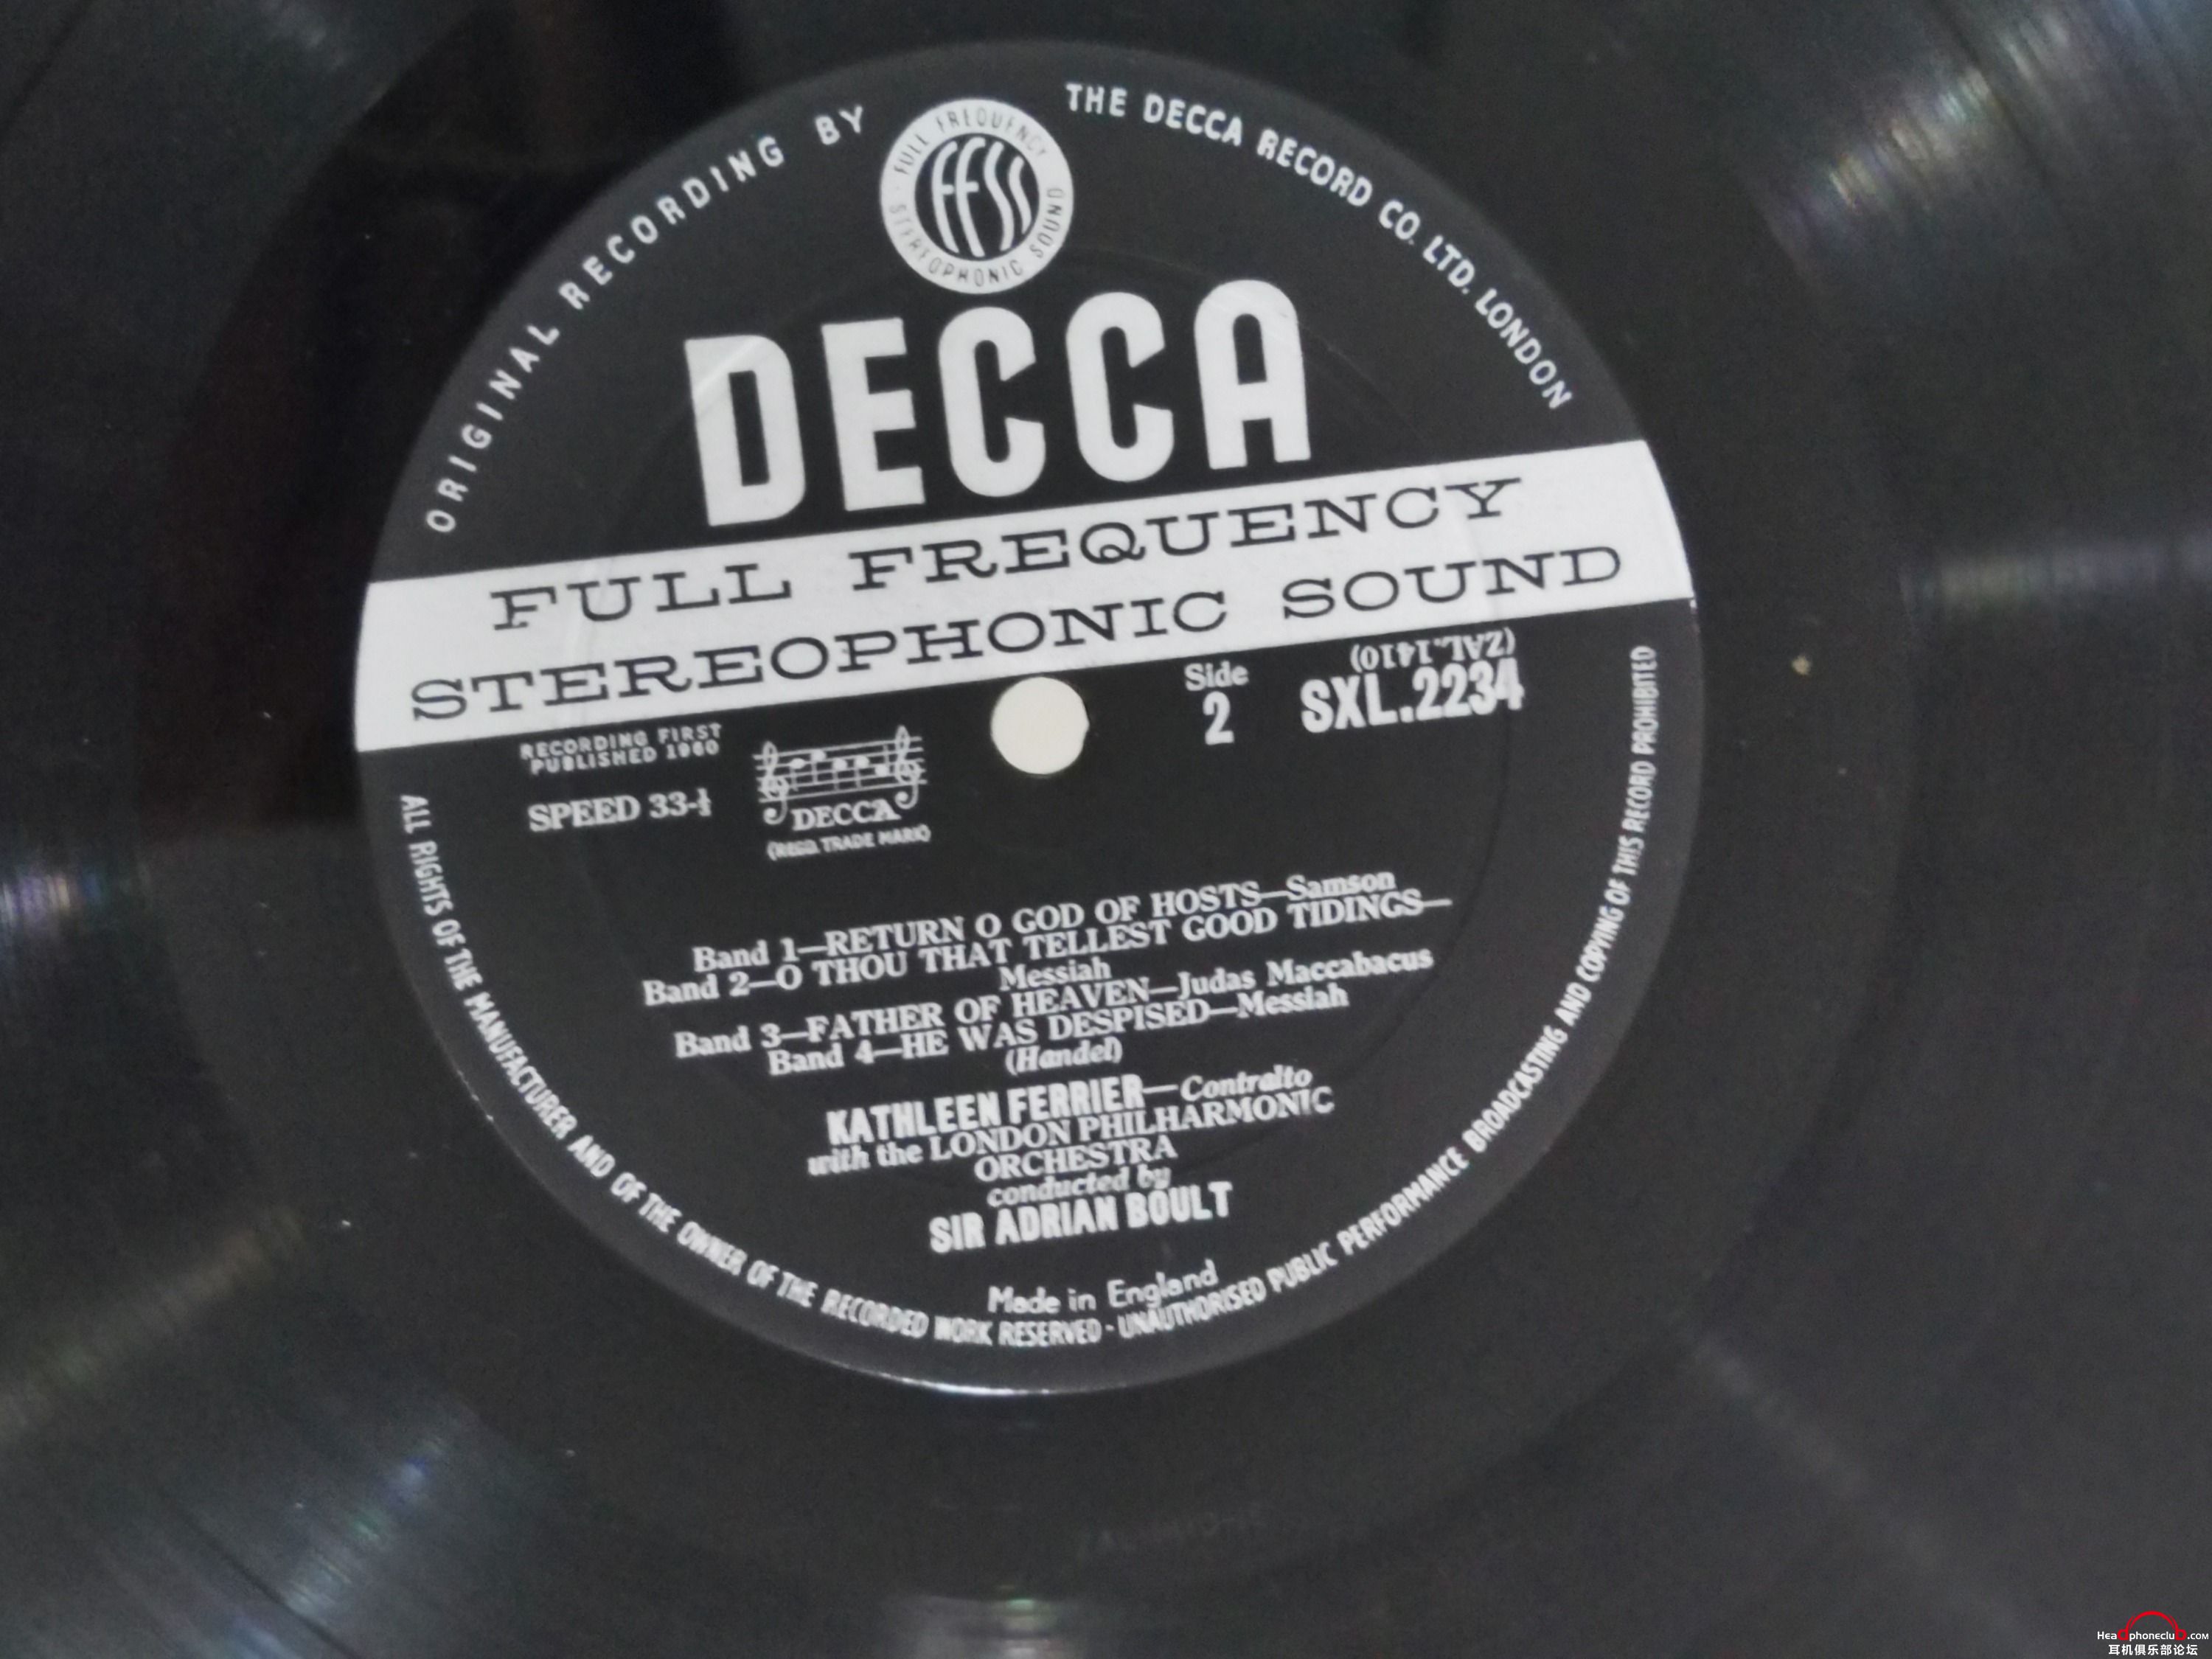 ORIGINAL RECORDING BY THE DECCA RECORD CO. LTD. LONDON
FULL FREQUENCY STEREOPHONIC SOUND
FFSS
DECCA
FULL FREQUENCY
STEREOPHONIC SOUND
(ZAL.1410)
Side
2
SXL.2234
RECORDING FIRST
PUBLISHED 1960
SPEED 33-⅓
DECCA
(REGD. TRADE MARK)
Band 1—RETURN O GOD OF HOSTS—Samson
Band 2—O THOU THAT TELLEST GOOD TIDINGS—
Messiah
Band 3—FATHER OF HEAVEN—Judas Maccabaeus
Band 4—HE WAS DESPISED—Messiah
(Handel)
KATHLEEN FERRIER—Contralto
with the LONDON PHILHARMONIC
ORCHESTRA
conducted by
SIR ADRIAN BOULT
Made in England
ALL RIGHTS OF THE MANUFACTURER AND OF THE OWNER OF THE RECORDED WORK RESERVED - UNAUTHORISED PUBLIC PERFORMANCE BROADCASTING AND COPYING OF THIS RECORD PROHIBITED
Headphoneclub.com
耳机俱乐部论坛